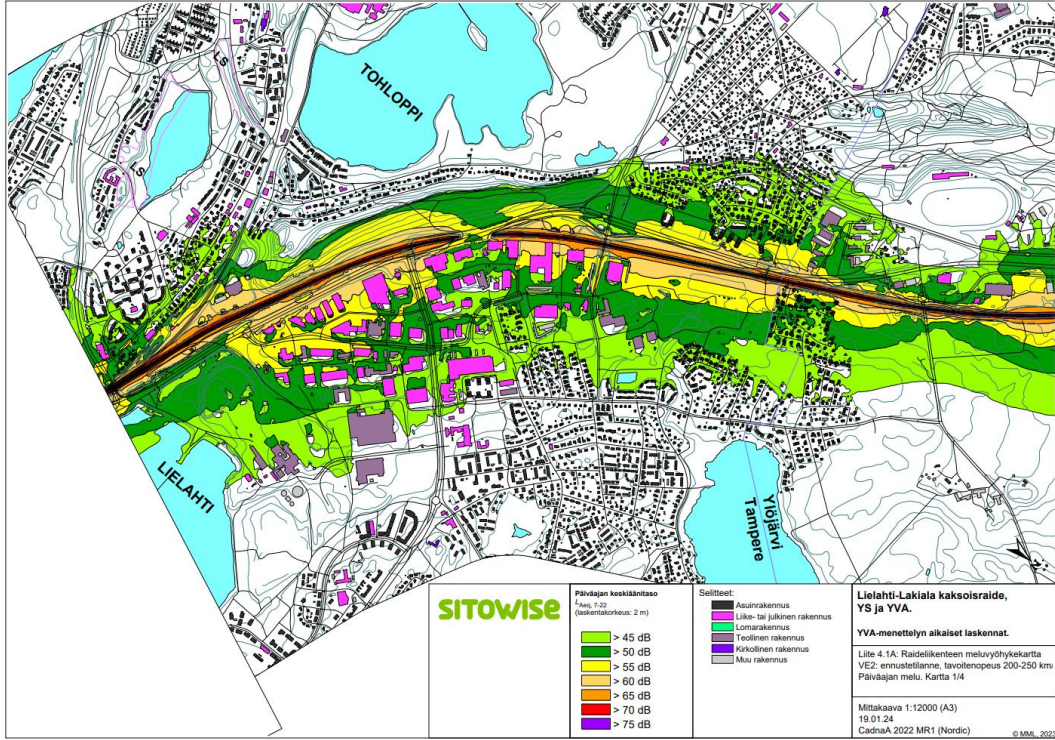 TOHLOPPI
LS
LS
LIELAHTI
Ylöjärvi
Tampere
SITOWISE
Päiväajan keskiäänitaso
LAeq, 7-22
(laskentakorkeus: 2 m)
> 45 dB
> 50 dB
> 55 dB
> 60 dB
> 65 dB
> 70 dB
> 75 dB
Selitteet:
Asuinrakennus
Liike- tai julkinen rakennus
Lomarakennus
Teollinen rakennus
Kirkollinen rakennus
Muu rakennus
Lielahti-Lakiala kaksoisraide,
YS ja YVA.
YVA-menettelyn aikaiset laskennat.
Liite 4.1A: Raideliikenteen meluvyöhykekartta
VE2: ennustetilanne, tavoitenopeus 200-250 km/
Päiväajan melu. Kartta 1/4
Mittakaava 1:12000 (A3)
19.01.24
CadnaA 2022 MR1 (Nordic)
© MML, 2023